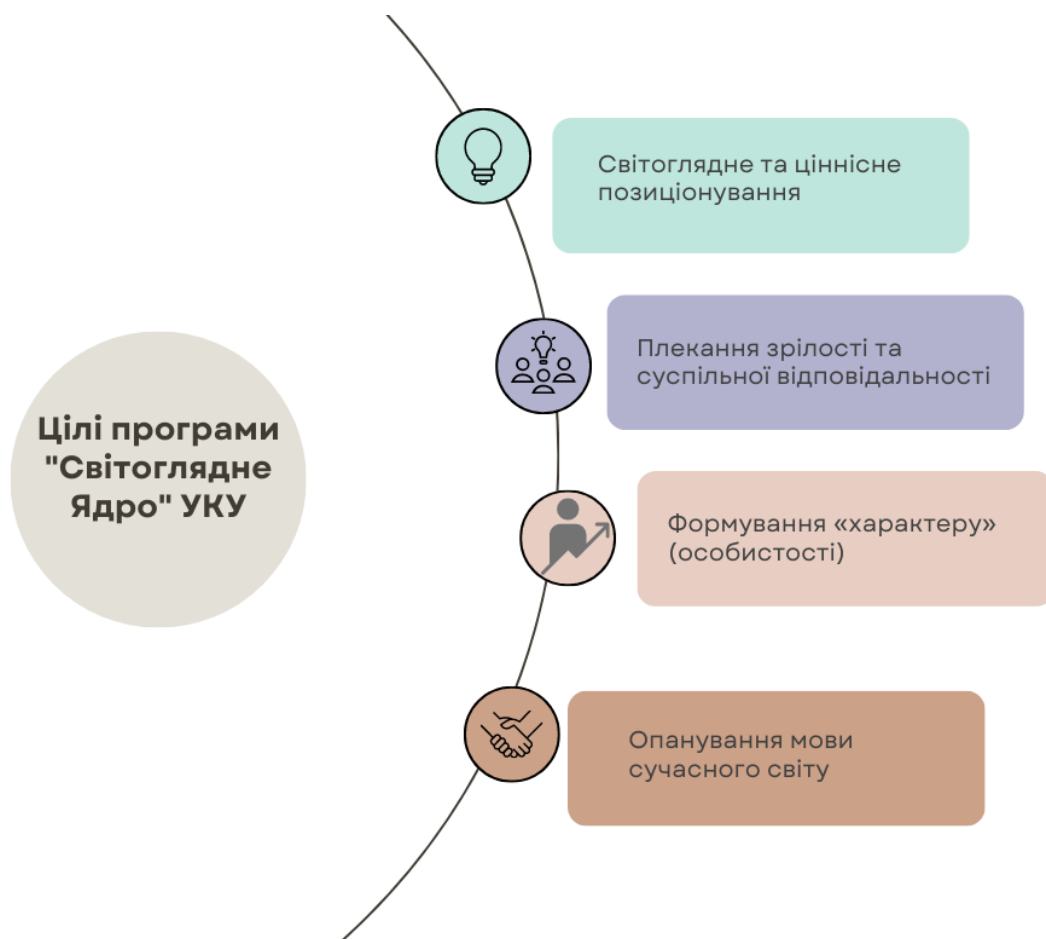 Світоглядне та ціннісне
позиціонування
Плекання зрілості та
суспільної відповідальності
Цілі програми
"Світоглядне
Ядро" УКУ
Формування «характеру»
(особистості)
Опанування мови
сучасного світу